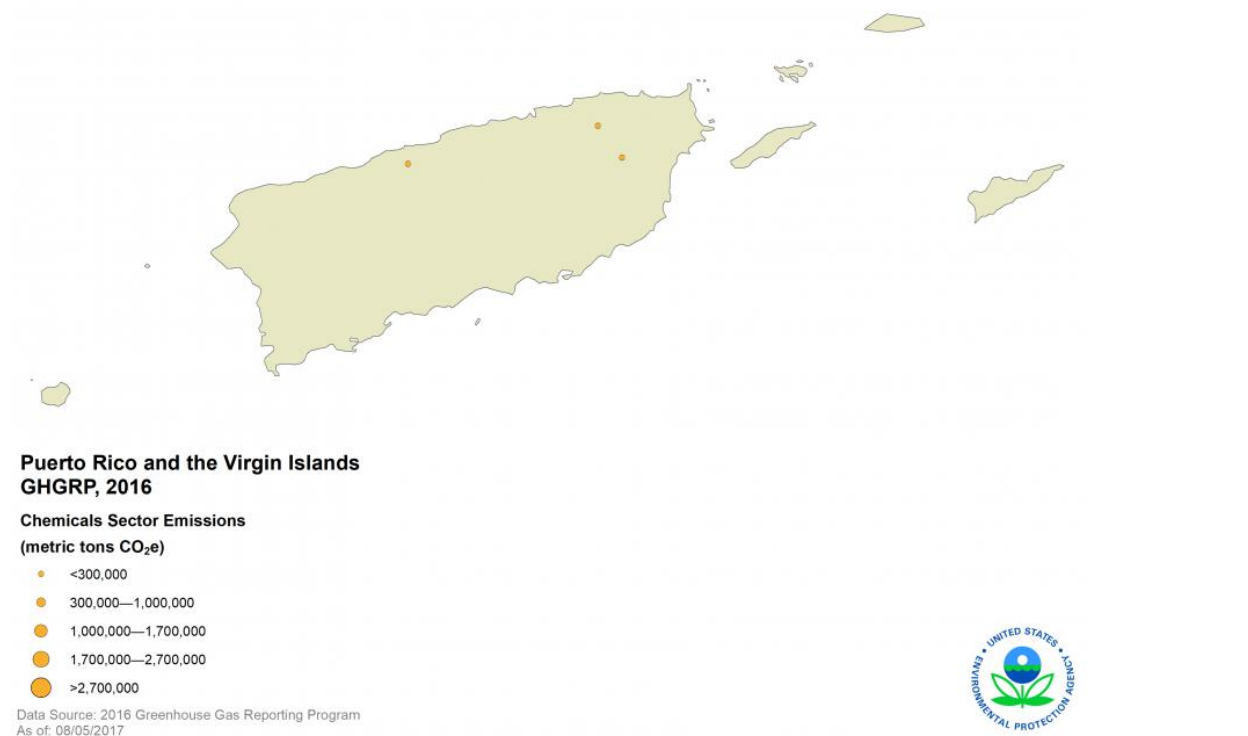 Puerto Rico and the Virgin Islands
GHGRP, 2016
Chemicals Sector Emissions
(metric tons CO₂e)
<300,000
300,000—1,000,000
1,000,000—1,700,000
1,700,000—2,700,000
>2,700,000
Data Source: 2016 Greenhouse Gas Reporting Program
As of: 08/05/2017
UNITED STATES
ENVIRONMENTAL PROTECTION AGENCY